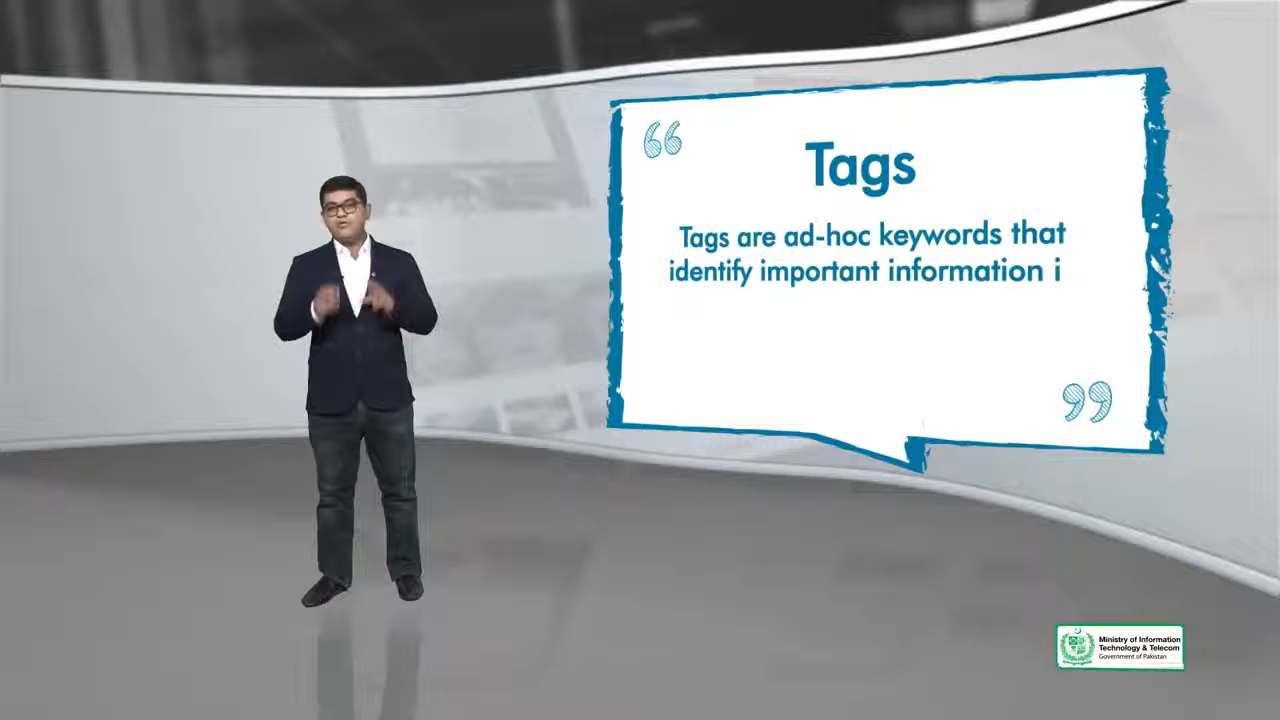 Tags
Tags are ad-hoc keywords that
identify important information i
Ministry of Information
Technology & Telecom
Government of Pakistan